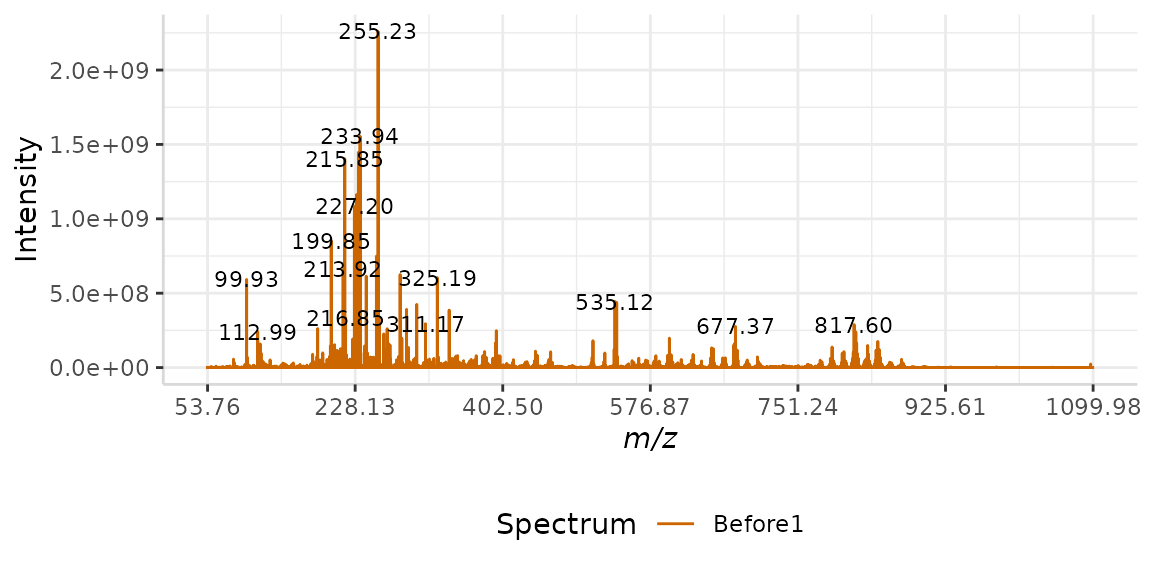 255.23
2.0e+09
233.94
1.5e+09
215.85
227.20
1.0e+09
199.85
213.92
99.93
325.19
5.0e+08
535.12
216.85
311.17
112.99
677.37
817.60
0.0e+00
Intensity
53.76 228.13 402.50 576.87 751.24 925.61 1099.98
m/z
Spectrum Before1